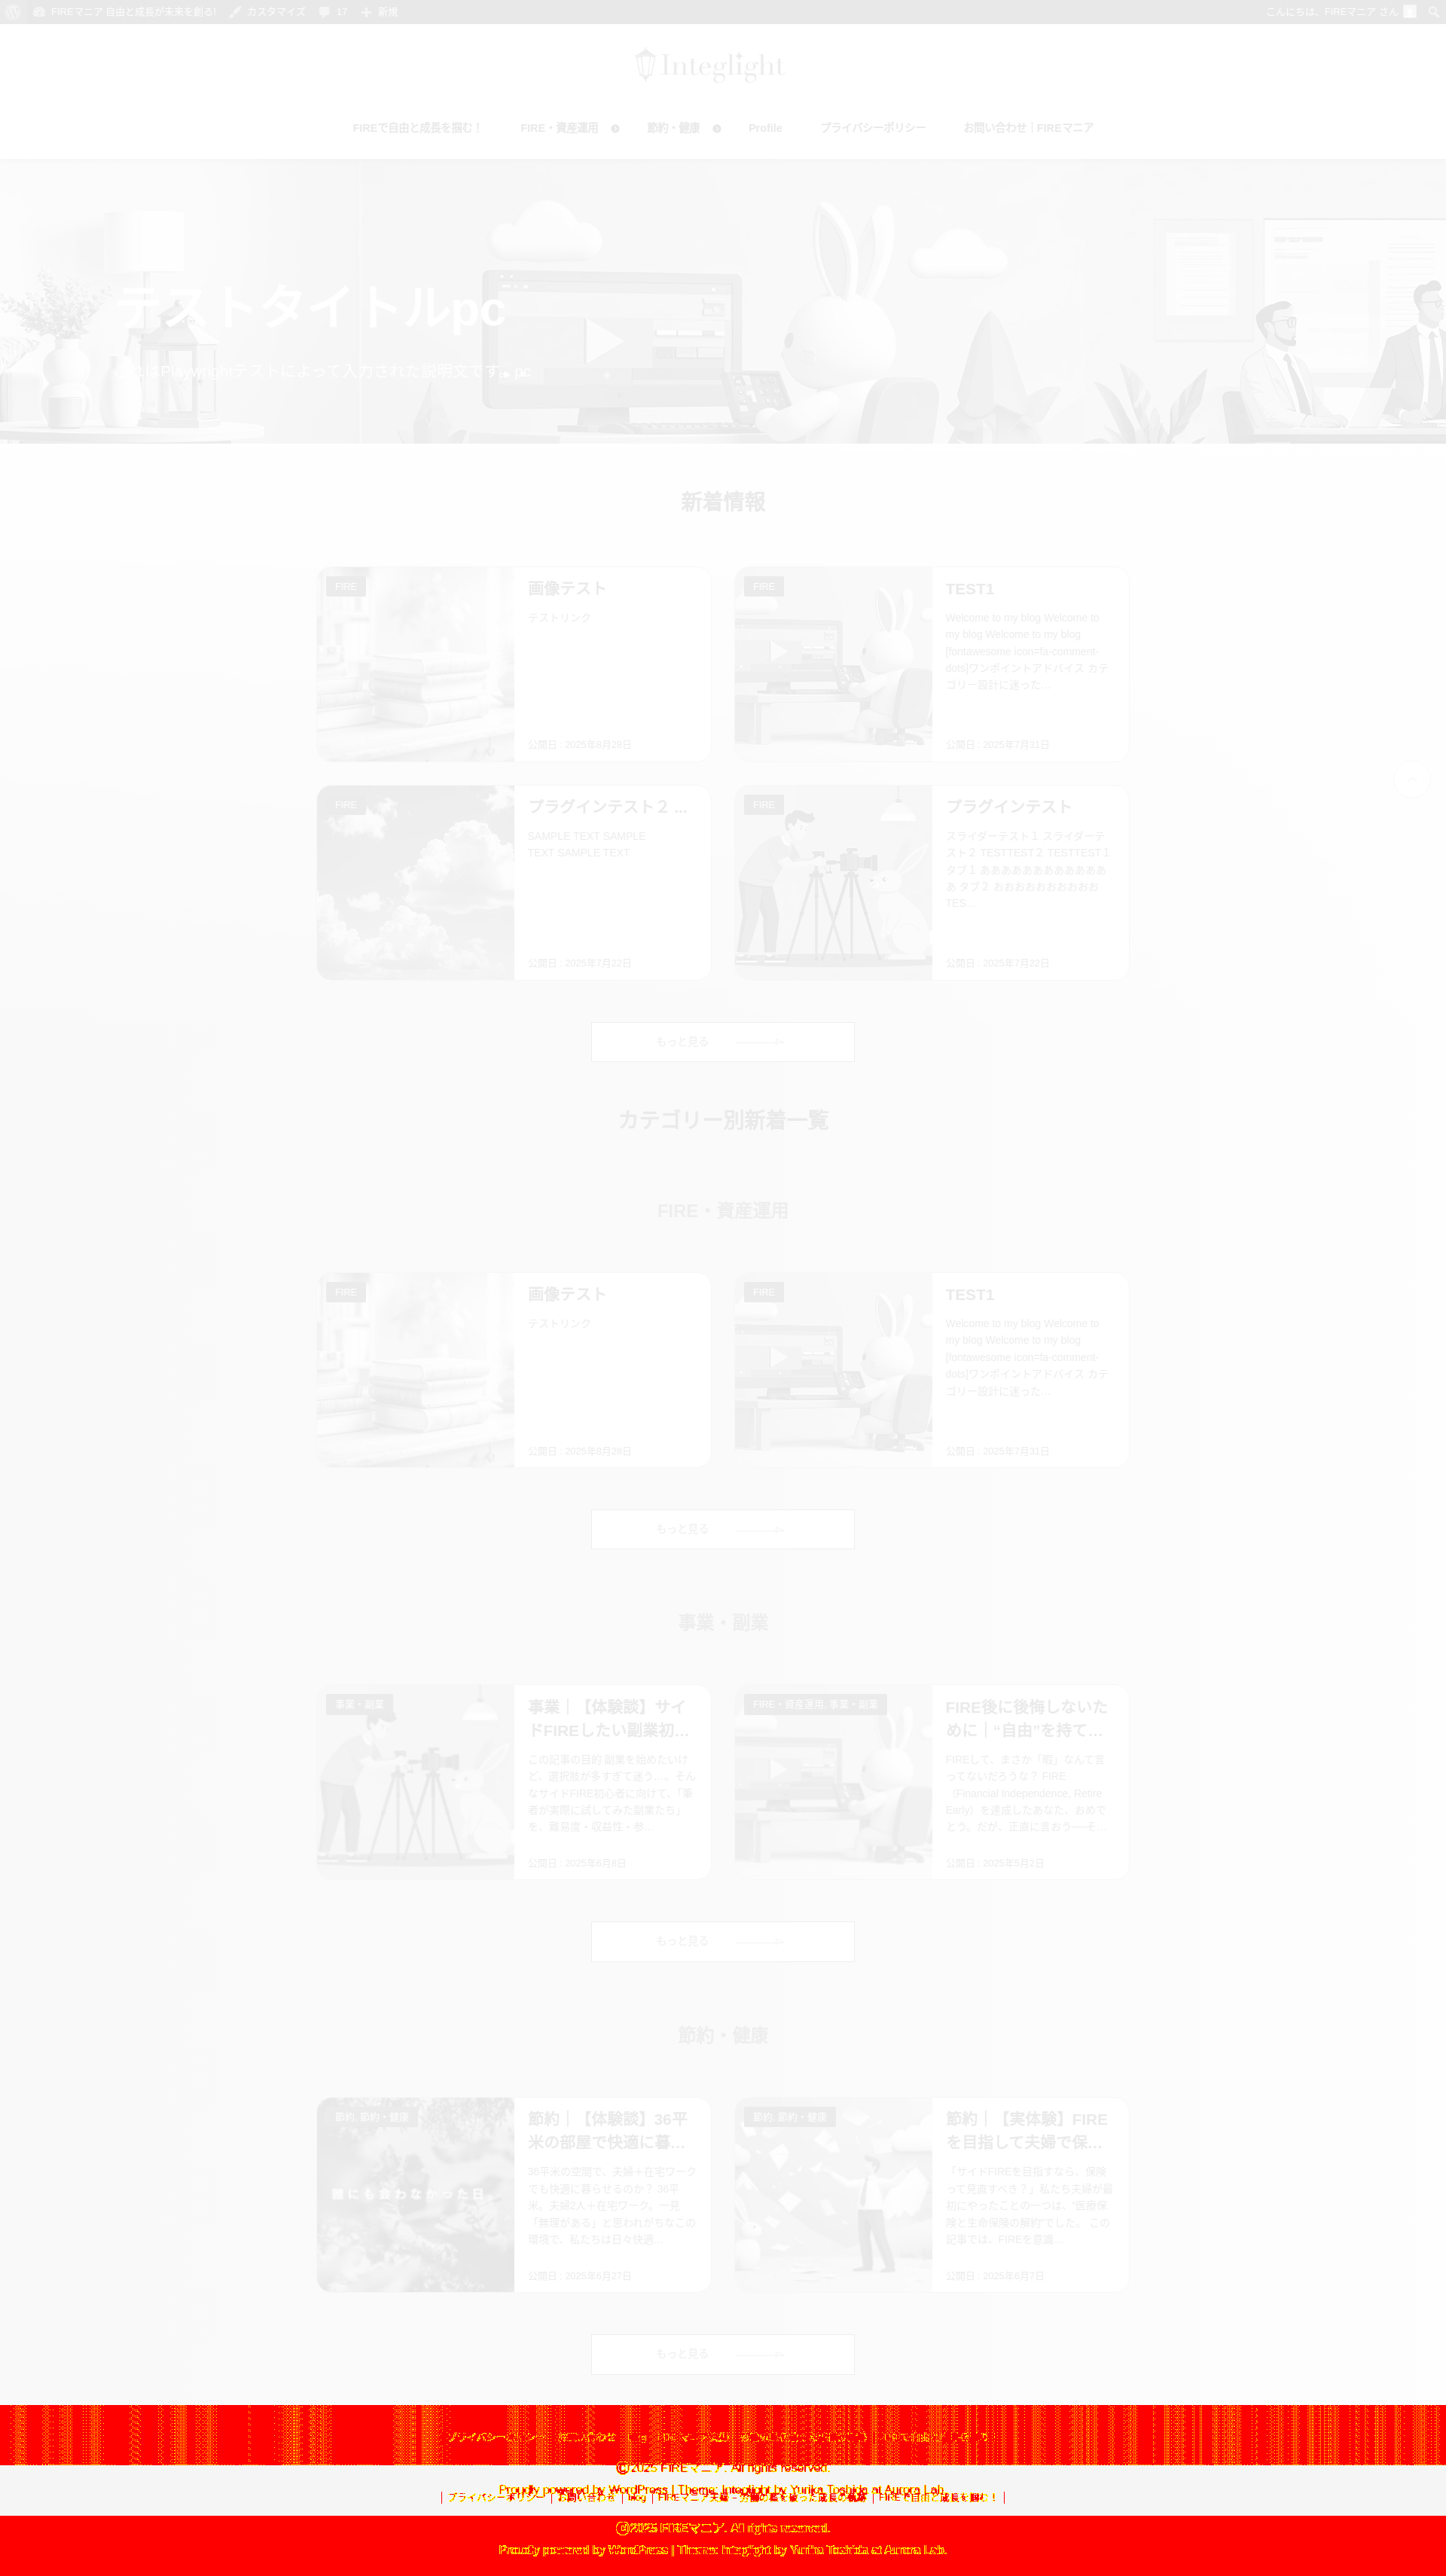 FIREマニア 自由と成長が未来を創る! カスタマイズ 17 新規
こんにちは、FIREマニア さん
Integlight
FIREで自由と成長を掴む！ FIRE・資産運用 節約・健康 Profile プライバシーポリシー お問い合わせ｜FIREマニア
テストタイトルpc
Playwrightテストによって入力された説明文です。pc
新着情報
FIRE
画像テスト
テストリンク
公開日 : 2025年8月28日
FIRE
TEST1
Welcome to my blog Welcome to
my blog Welcome to my blog
[fontawesome icon=fa-comment-
dots]ワンポイントアドバイス カテ
ゴリー設計に迷った...
公開日 : 2025年7月31日
FIRE
プラグインテスト２ ...
SAMPLE TEXT SAMPLE
TEXT SAMPLE TEXT
公開日 : 2025年7月22日
FIRE
プラグインテスト
スライダーテスト１ スライダーテ
スト２ TESTTEST２ TESTTEST１
タブ１ ああああああああああああ
あ タブ２ おおおおおおおおおお
TES...
公開日 : 2025年7月22日
もっと見る
カテゴリー別新着一覧
FIRE・資産運用
FIRE
画像テスト
テストリンク
公開日 : 2025年8月28日
FIRE
TEST1
Welcome to my blog Welcome to
my blog Welcome to my blog
[fontawesome icon=fa-comment-
dots]ワンポイントアドバイス カテ
ゴリー設計に迷った...
公開日 : 2025年7月31日
もっと見る
事業・副業
事業・副業
事業｜【体験談】サイ
ドFIREしたい副業初...
この記事の目的 副業を始めたいけ
ど、選択肢が多すぎて迷う…。そん
なサイドFIRE初心者に向けて、「筆
者が実際に試してみた副業たち」
を、難易度・収益性・参...
公開日 : 2025年6月8日
FIRE・資産運用, 事業・副業
FIRE後に後悔しないた
めに｜“自由”を持て...
FIREして、まさか「暇」なんて言
ってないだろうな？ FIRE
（Financial Independence, Retire
Early）を達成したあなた、おめで
とう。だが、正直に言おう──そ...
公開日 : 2025年5月2日
もっと見る
節約・健康
節約, 節約・健康
誰にも会わなかった日。
節約｜【体験談】36平
米の部屋で快適に暮...
36平米の空間で、夫婦＋在宅ワーク
でも快適に暮らせるのか？ 36平
米。夫婦2人＋在宅ワーク。一見
「無理がある」と思われがちなこの
環境で、私たちは日々快適...
公開日 : 2025年6月27日
節約, 節約・健康
節約｜【実体験】FIRE
を目指して夫婦で保...
「サイドFIREを目指すなら、保険
って見直すべき？」私たち夫婦が最
初にやったことの一つは、“医療保
険と生命保険の解約”でした。 この
記事では、FIREを意識...
公開日 : 2025年6月7日
もっと見る
© 2025 FIREマニア. All rights reserved.
Proudly powered by WordPress | Theme: Integlight by Yurika Toshida at Aurora Lab.
プライバシーポリシー お問い合わせ FIREで自由と成長を掴む！
2025 FIREマニア. All rights reserved.
Proudly powered by WordPress | Theme: Integlight by Yurika Toshida at Aurora Lab.